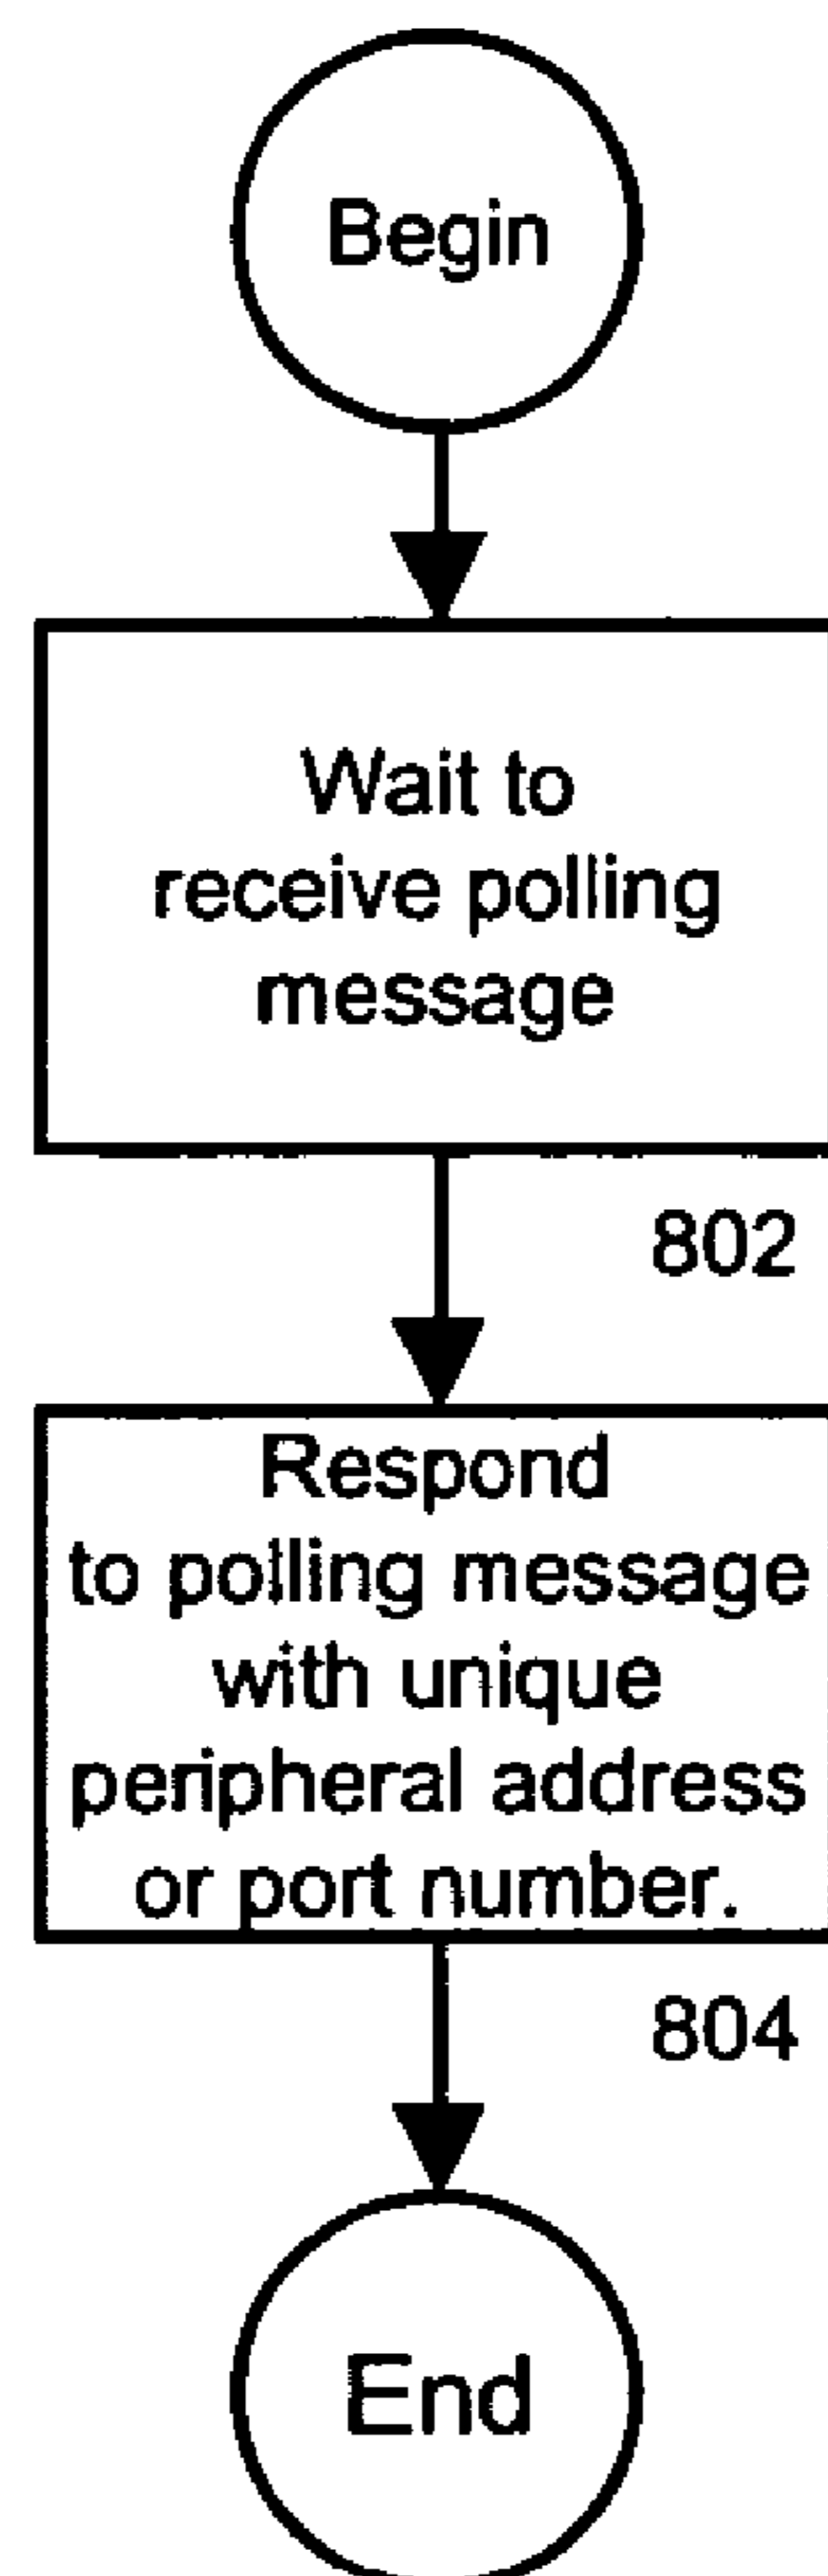 Begin
Wait to
receive polling
message
802
Respond
to polling message
with unique
peripheral address
or port number.
804
End